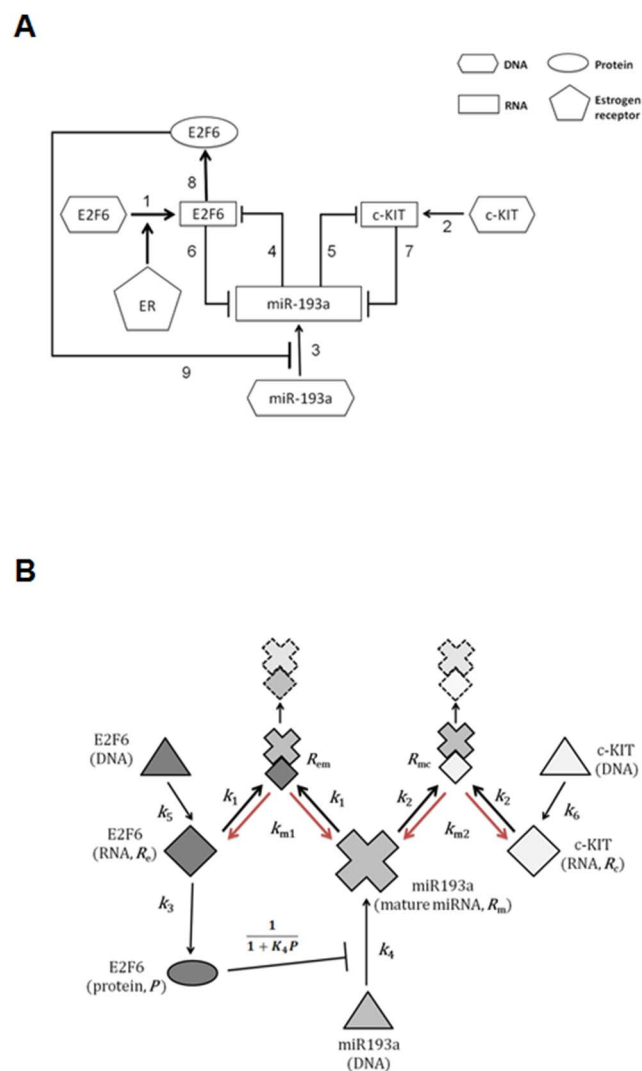 A
DNA
Protein
RNA
Estrogen
receptor
E2F6
8
1
E2F6
E2F6
c-KIT
2
c-KIT
6
4
5
7
ER
miR-193a
3
9
miR-193a
B
E2F6
(DNA)
Rem
Rmc
c-KIT
(DNA)
k5
k1
k1
k2
k2
k6
km1
km2
E2F6
(RNA, Re)
c-KIT
(RNA, Rc)
miR193a
(mature miRNA, Rm)
k3
1
1 + K4P
k4
E2F6
(protein, P)
miR193a
(DNA)